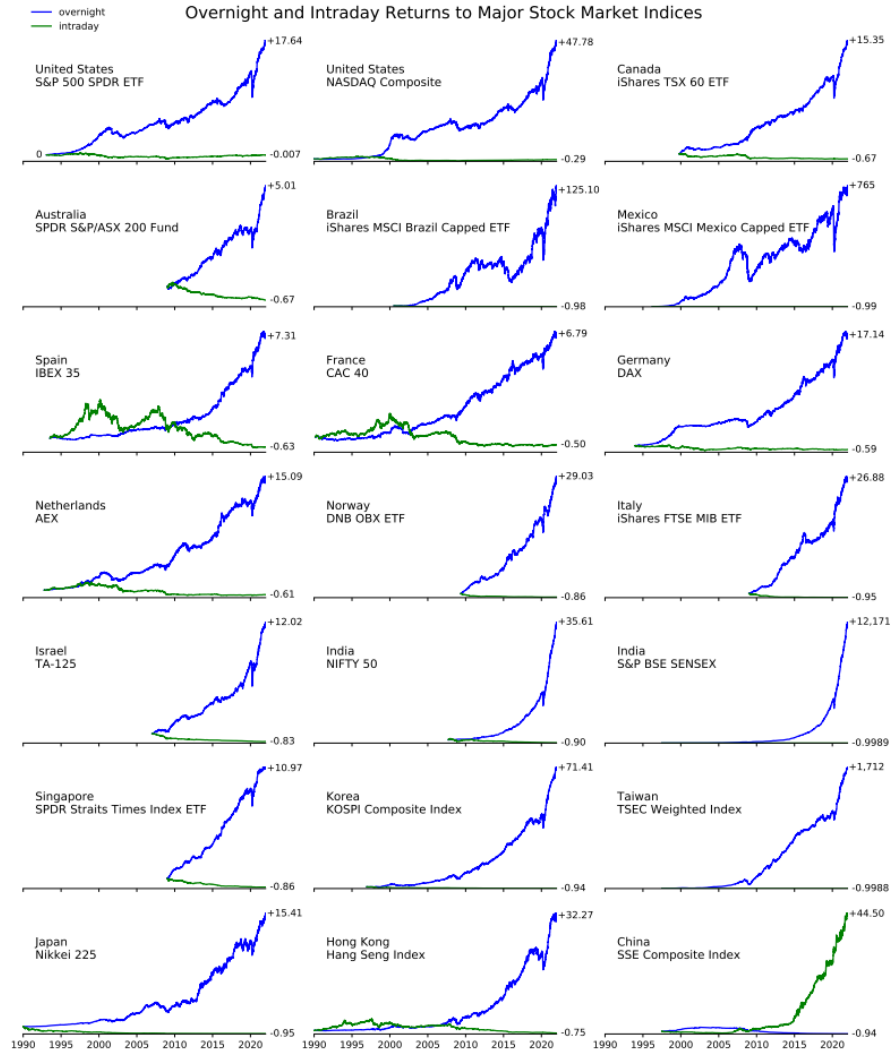 Overnight and Intraday Returns to Major Stock Market Indices
overnight
intraday
United States
S&P 500 SPDR ETF
+17.64
0
-0.007
United States
NASDAQ Composite
+47.78
-0.29
Canada
iShares TSX 60 ETF
+15.35
-0.67
Australia
SPDR S&P/ASX 200 Fund
+5.01
-0.67
Brazil
iShares MSCI Brazil Capped ETF
+125.10
-0.98
Mexico
iShares MSCI Mexico Capped ETF
+765
-0.99
Spain
IBEX 35
+7.31
-0.63
France
CAC 40
+6.79
-0.50
Germany
DAX
+17.14
-0.59
Netherlands
AEX
+15.09
-0.61
Norway
DNB OBX ETF
+29.03
-0.86
Italy
iShares FTSE MIB ETF
+26.88
-0.95
Israel
TA-125
+12.02
-0.83
India
NIFTY 50
+35.61
-0.90
India
S&P BSE SENSEX
+12,171
-0.9989
Singapore
SPDR Straits Times Index ETF
+10.97
-0.86
Korea
KOSPI Composite Index
+71.41
-0.94
Taiwan
TSEC Weighted Index
+1,712
-0.9988
Japan
Nikkei 225
+15.41
-0.95
Hong Kong
Hang Seng Index
+32.27
-0.75
China
SSE Composite Index
+44.50
-0.94
1990 1995 2000 2005 2010 2015 2020
1990 1995 2000 2005 2010 2015 2020
1990 1995 2000 2005 2010 2015 2020